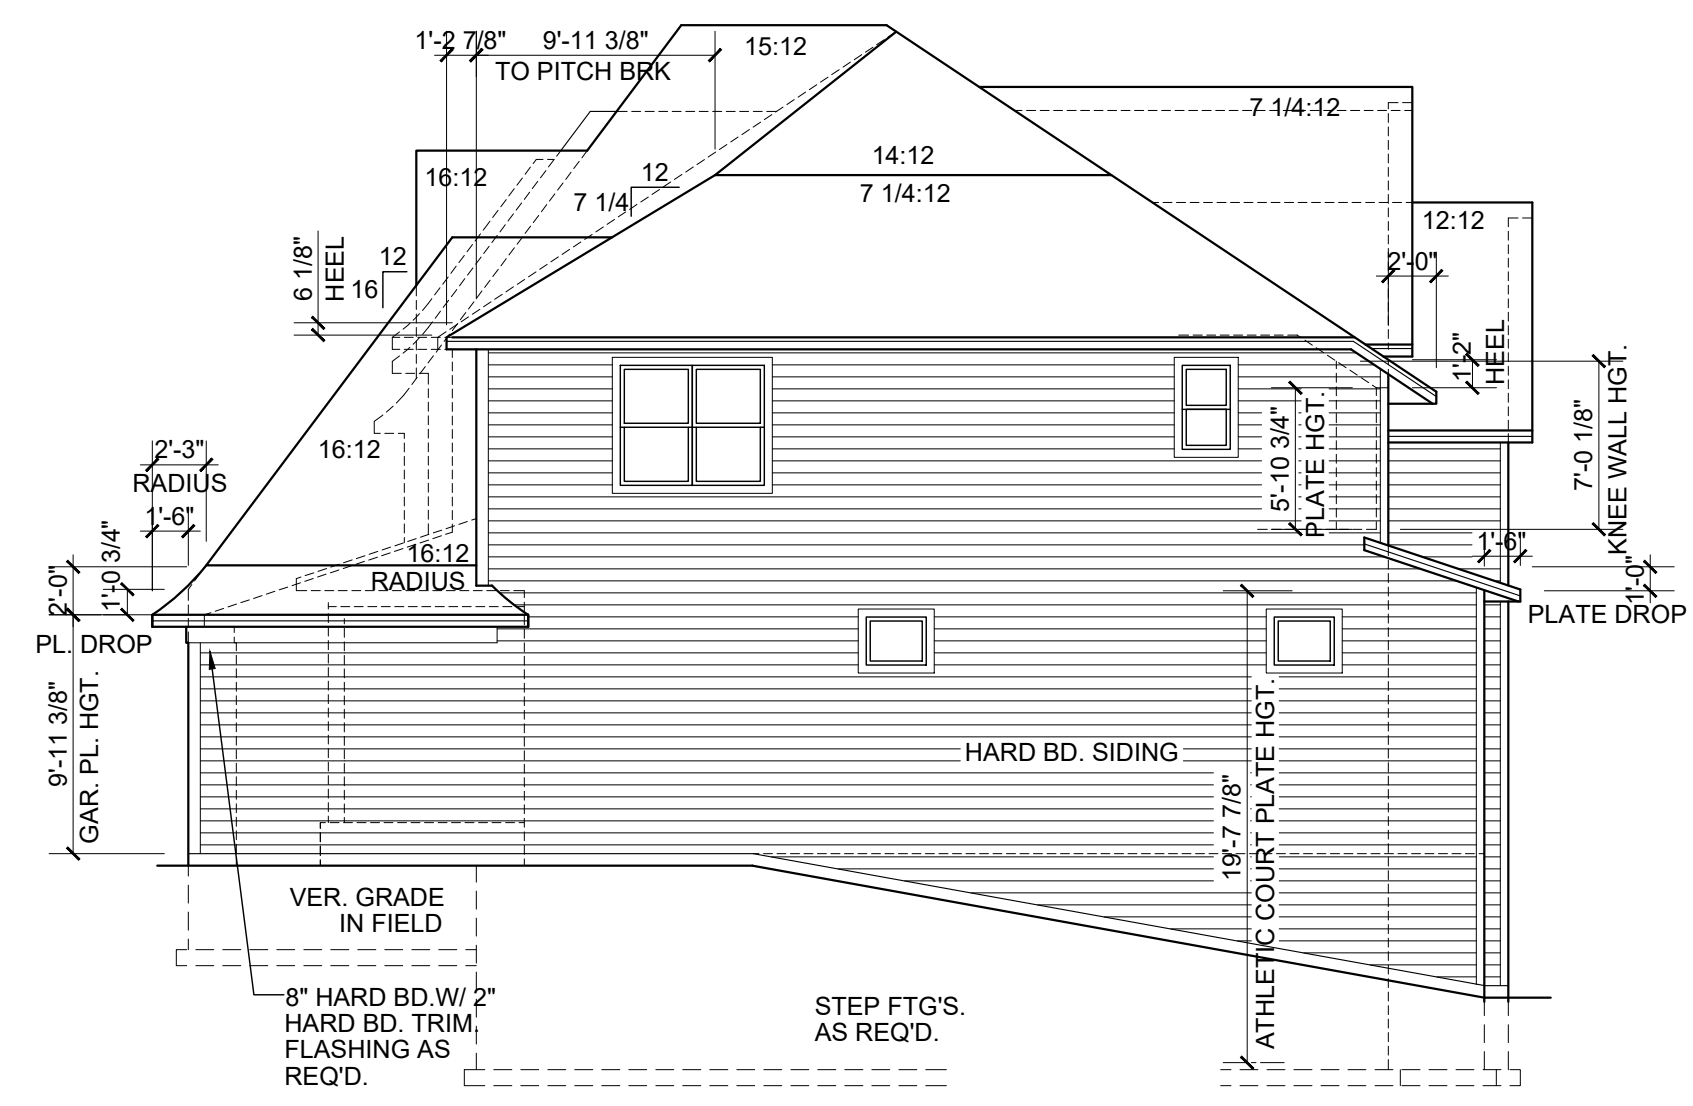 1'-2 7/8"
9'-11 3/8"
TO PITCH BRK
15:12
7 1/4:12
16:12
14:12
7 1/4:12
12
7 1/4
12:12
6 1/8"
HEEL
12
16
2'-0"
1'-2"
HEEL
7'-0 1/8"
KNEE WALL HGT.
5'-10 3/4"
PLATE HGT.
16:12
2'-3"
RADIUS
1'-6"
2'-0"
1'-0 3/4"
PL. DROP
16:12
RADIUS
1'-6"
1'-0"
PLATE DROP
9'-11 3/8"
GAR. PL. HGT.
HARD BD. SIDING
19'-7 7/8"
ATHLETIC COURT PLATE HGT.
VER. GRADE
IN FIELD
8" HARD BD.W/ 2"
HARD BD. TRIM.
FLASHING AS
REQ'D.
STEP FTG'S.
AS REQ'D.